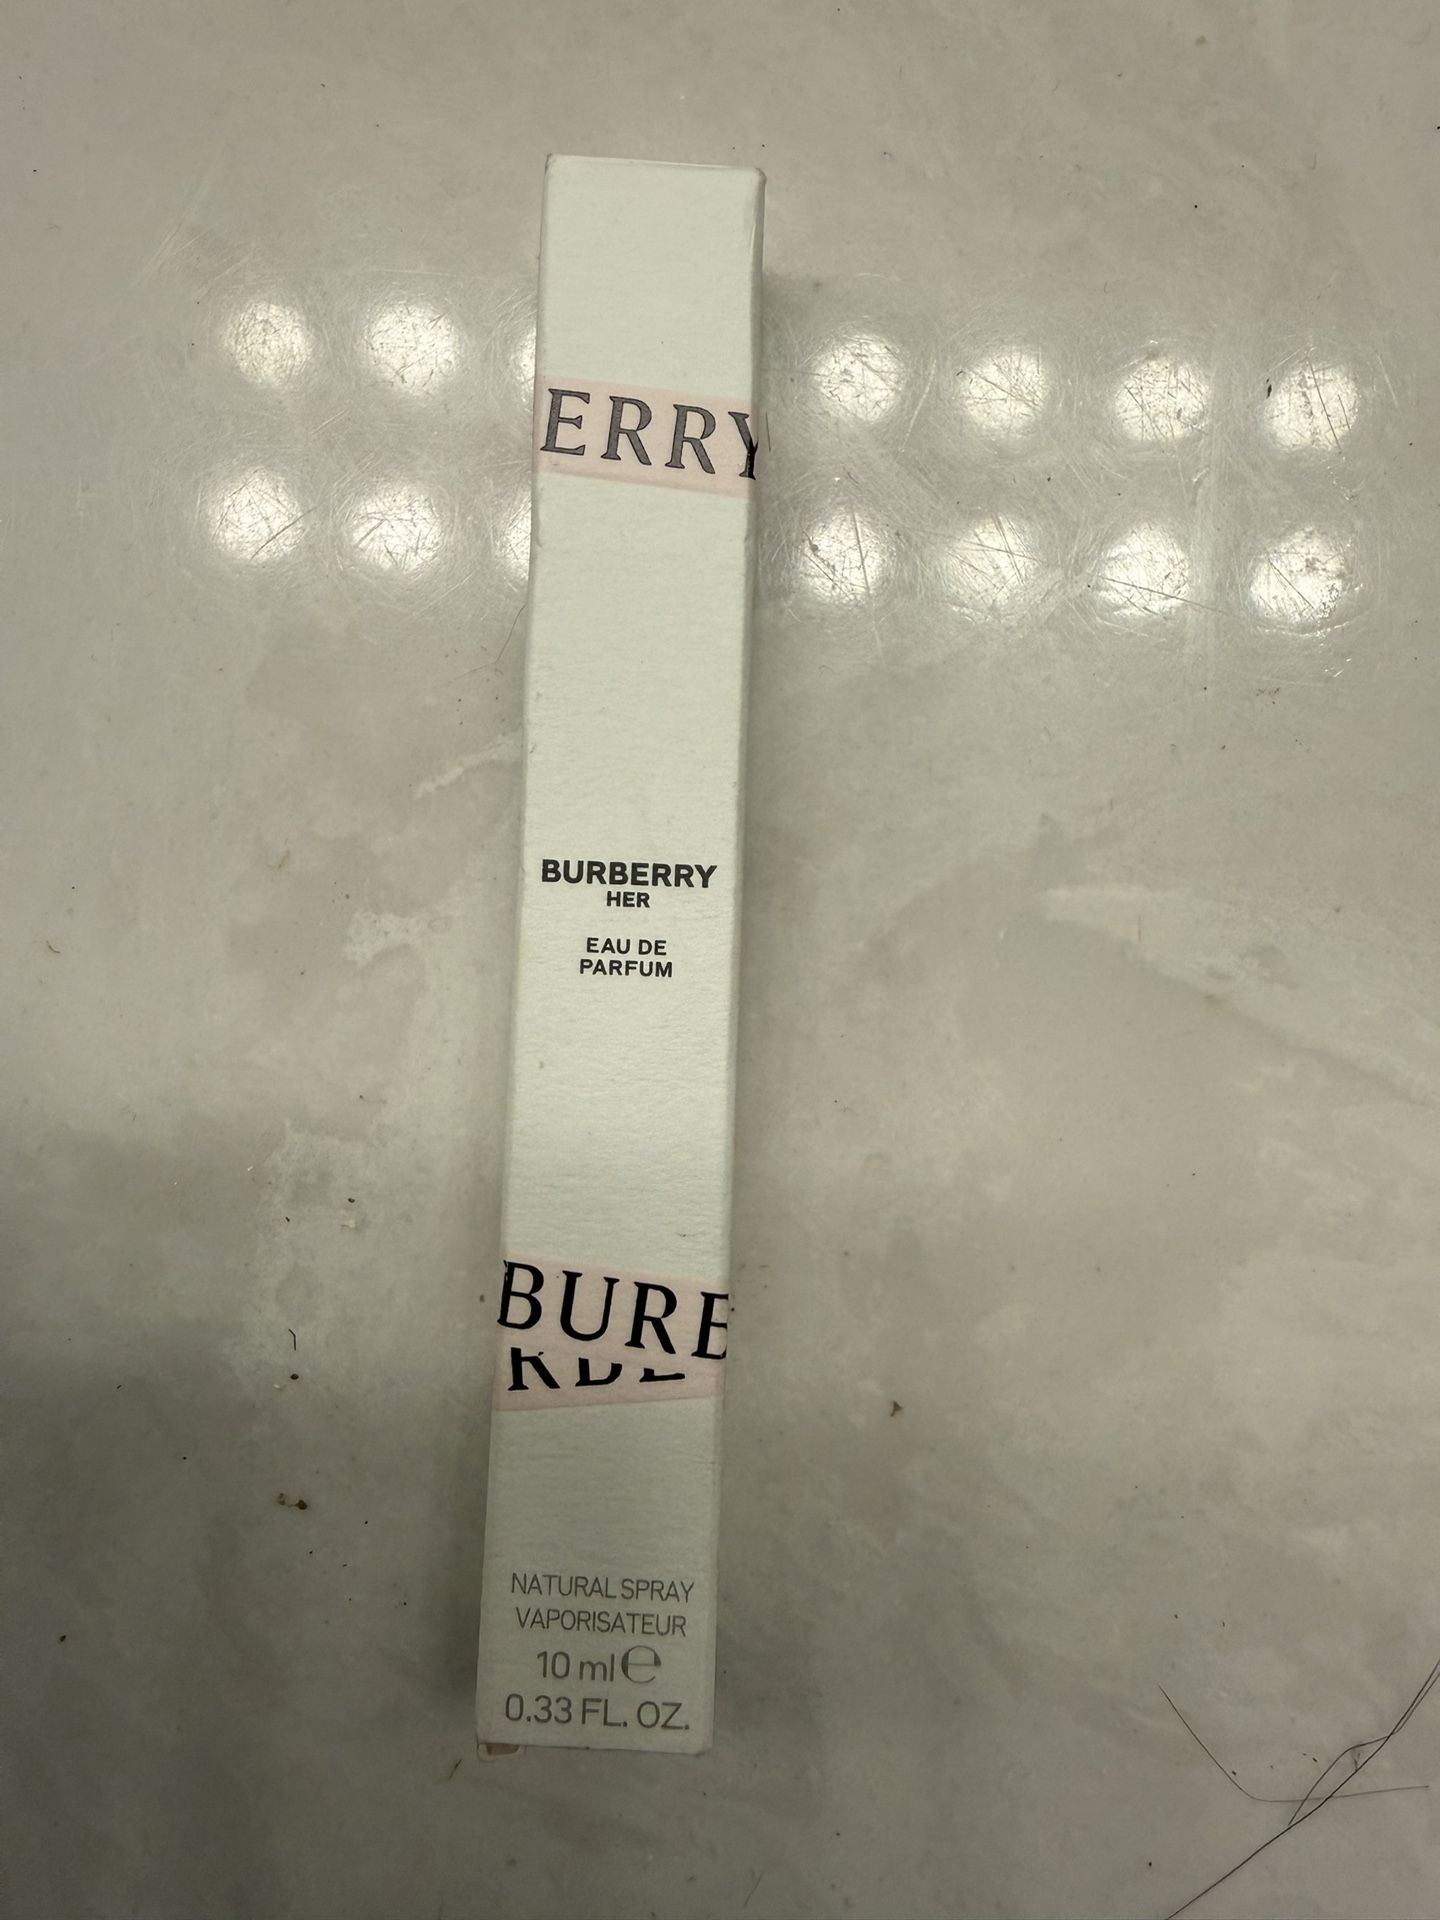 ERRY
BURBERRY
HER
EAU DE
PARFUM
BURB
NATURAL SPRAY
VAPORISATEUR
10 ml ℮
0.33 FL. OZ.